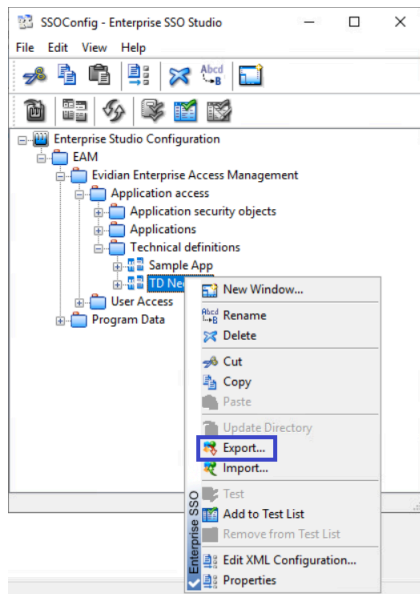 SSOConfig - Enterprise SSO Studio
File Edit View Help
Abcd
B
Enterprise Studio Configuration
EAM
Evidian Enterprise Access Management
Application access
Application security objects
Applications
Technical definitions
Sample App
TD
User Access
Program Data
New Window...
Abcd
B
Rename
Delete
Cut
Copy
Paste
Update Directory
Export...
Import...
Test
Add to Test List
Remove from Test List
Edit XML Configuration...
Properties
Enterprise SSO